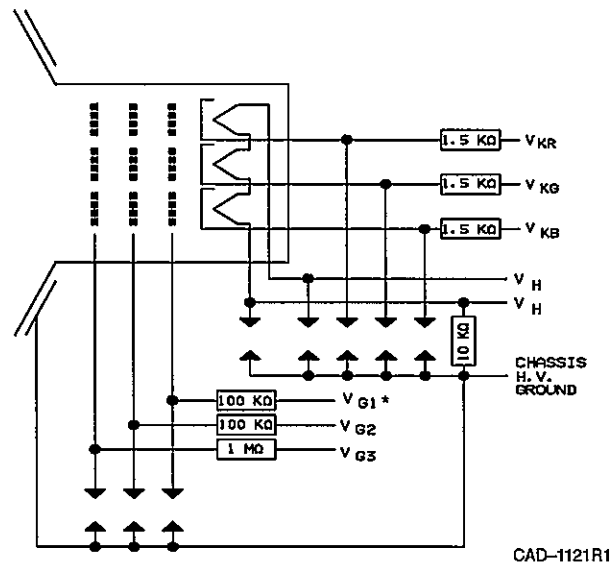 1.5 KΩ V KR
1.5 KΩ V KG
1.5 KΩ V KB
V H
V H
10 KΩ
CHASSIS
H.V.
GROUND
100 KΩ V G1*
100 KΩ V G2
1 MΩ V G3
CAD-1121R1